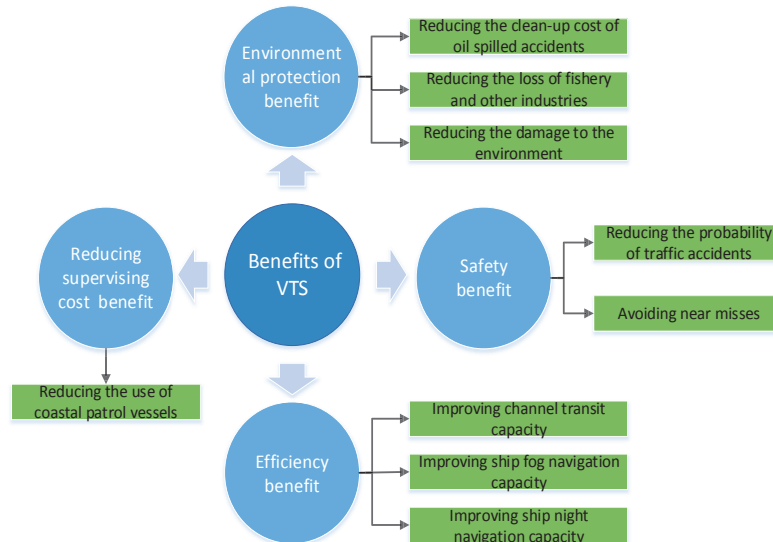 Environment
al protection
benefit
Reducing the clean-up cost of
oil spilled accidents
Reducing the loss of fishery
and other industries
Reducing the damage to the
environment
Reducing
supervising
cost benefit
Benefits of
VTS
Safety
benefit
Reducing the probability
of traffic accidents
Avoiding near misses
Reducing the use of
coastal patrol vessels
Efficiency
benefit
Improving channel transit
capacity
Improving ship fog navigation
capacity
Improving ship night
navigation capacity